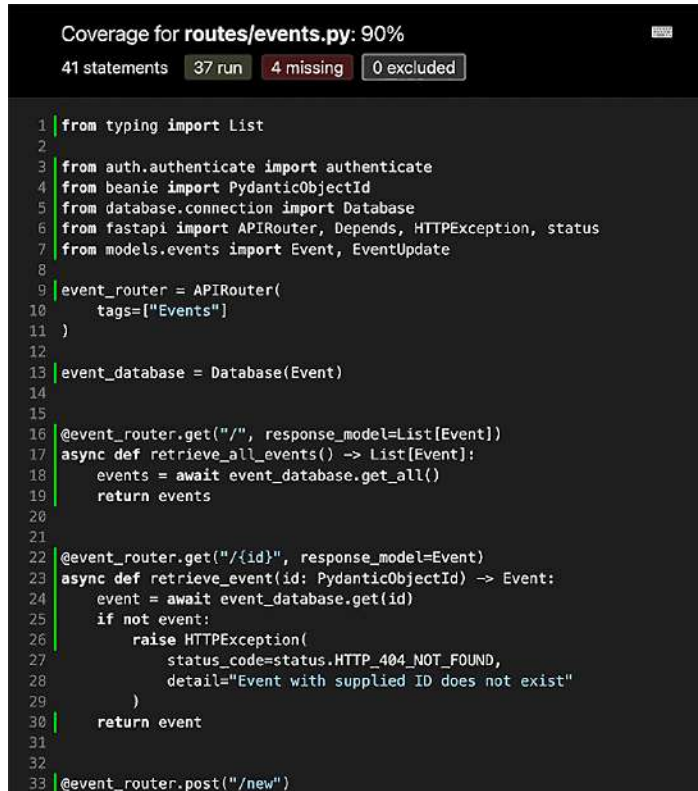 Coverage for routes/events.py: 90%
41 statements 37 run 4 missing 0 excluded
1 from typing import List
2
3 from auth.authenticate import authenticate
4 from beanie import PydanticObjectId
5 from database.connection import Database
6 from fastapi import APIRouter, Depends, HTTPException, status
7 from models.events import Event, EventUpdate
8
9 event_router = APIRouter(
10     tags=["Events"]
11 )
12
13 event_database = Database(Event)
14
15
16 @event_router.get("/", response_model=List[Event])
17 async def retrieve_all_events() -> List[Event]:
18     events = await event_database.get_all()
19     return events
20
21
22 @event_router.get("/{id}", response_model=Event)
23 async def retrieve_event(id: PydanticObjectId) -> Event:
24     event = await event_database.get(id)
25     if not event:
26         raise HTTPException(
27             status_code=status.HTTP_404_NOT_FOUND,
28             detail="Event with supplied ID does not exist"
29         )
30     return event
31
32
33 @event_router.post("/new")